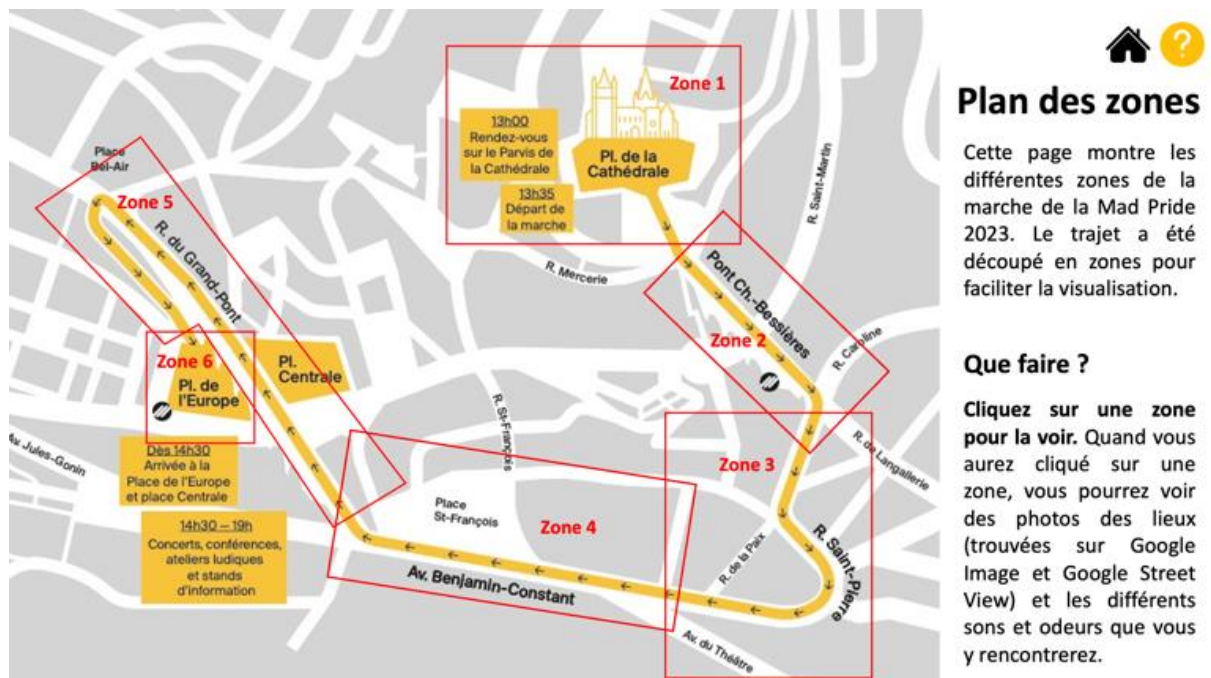 Zone 1
13h00
Rendez-vous
sur le Parvis de
la Cathédrale
13h35
Départ de
la marche
Pl. de la
Cathédrale
R. Saint-Martin
R. Mercerie
Place
Bel-Air
Zone 5
R. du Grand-Pont
Pont Ch.-Bessières
Zone 2
R. Caroline
Zone 6
Pl. de
l'Europe
Pl.
Centrale
R. St-François
Av. Jules-Gonin
Dès 14h30
Arrivée à la
Place de l'Europe
et place Centrale
14h30 – 19h
Concerts, conférences,
ateliers ludiques
et stands
d'information
Place
St-François
Zone 4
Av. Benjamin-Constant
Zone 3
R. de Langallerie
R. de la Paix
R. Saint-Pierre
Av. du Théâtre
?
Plan des zones
Cette page montre les
différentes zones de la
marche de la Mad Pride
2023. Le trajet a été
découpé en zones pour
faciliter la visualisation.
Que faire ?
Cliquez sur une zone
pour la voir. Quand vous
aurez cliqué sur une
zone, vous pourrez voir
des photos des lieux
(trouvées sur Google
Image et Google Street
View) et les différents
sons et odeurs que vous
y rencontrerez.